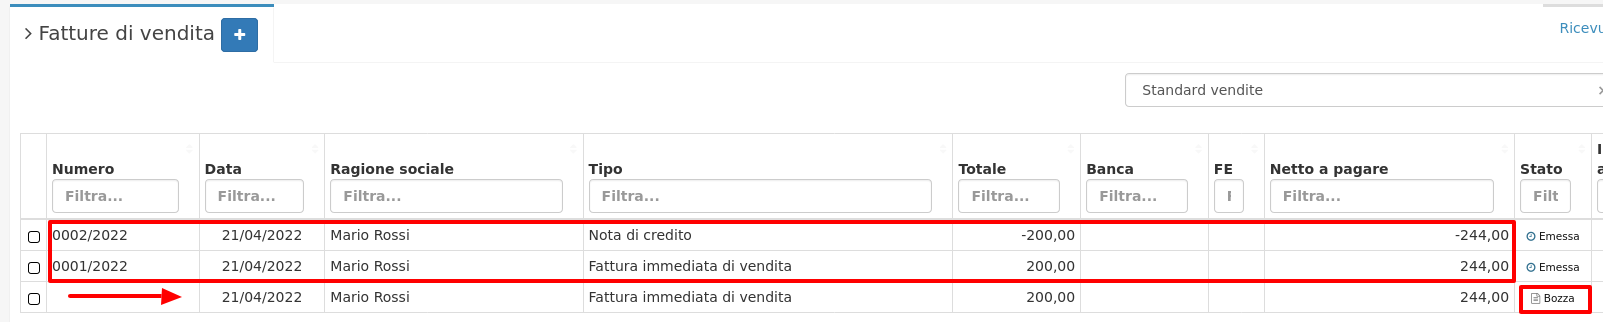 Fatture di vendita +
Ricevu
Standard vendite ×
Numero Data Ragione sociale Tipo Totale Banca FE Netto a pagare Stato
Filtra... Filtra... Filtra... Filtra... Filtra... Filtra... Filtra... Filt
0002/2022 21/04/2022 Mario Rossi Nota di credito -200,00 -244,00 Emessa
0001/2022 21/04/2022 Mario Rossi Fattura immediata di vendita 200,00 244,00 Emessa
21/04/2022 Mario Rossi Fattura immediata di vendita 200,00 244,00 Bozza